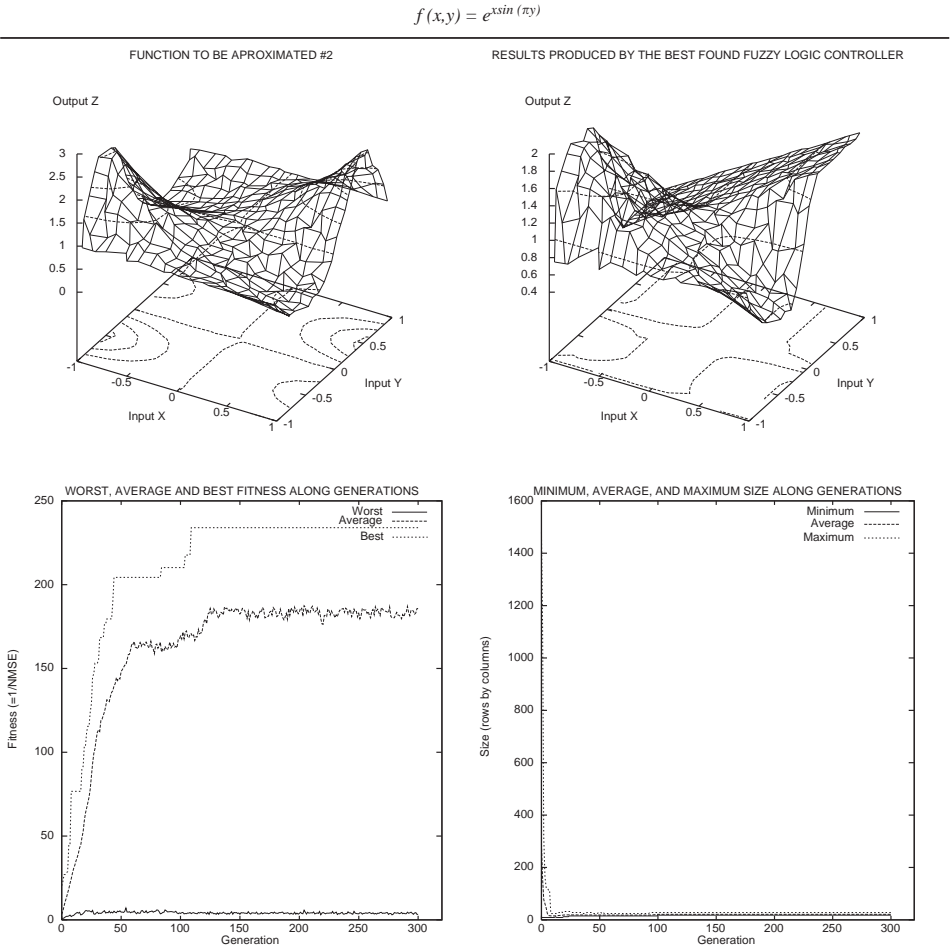 f (x,y) = e^{xsin (πy)}
FUNCTION TO BE APROXIMATED #2
Output Z
3
2.5
2
1.5
1
0.5
0
-1
-0.5
0
0.5
1
Input X
-1
-0.5
0
0.5
1
Input Y
RESULTS PRODUCED BY THE BEST FOUND FUZZY LOGIC CONTROLLER
Output Z
2
1.8
1.6
1.4
1.2
1
0.8
0.6
0.4
-1
-0.5
0
0.5
1
Input X
-1
-0.5
0
0.5
1
Input Y
WORST, AVERAGE AND BEST FITNESS ALONG GENERATIONS
Worst
Average
Best
250
200
150
100
50
0
Fitness (=1/NMSE)
0 50 100 150 200 250 300
Generation
MINIMUM, AVERAGE, AND MAXIMUM SIZE ALONG GENERATIONS
Minimum
Average
Maximum
1600
1400
1200
1000
800
600
400
200
0
Size (rows by columns)
0 50 100 150 200 250 300
Generation